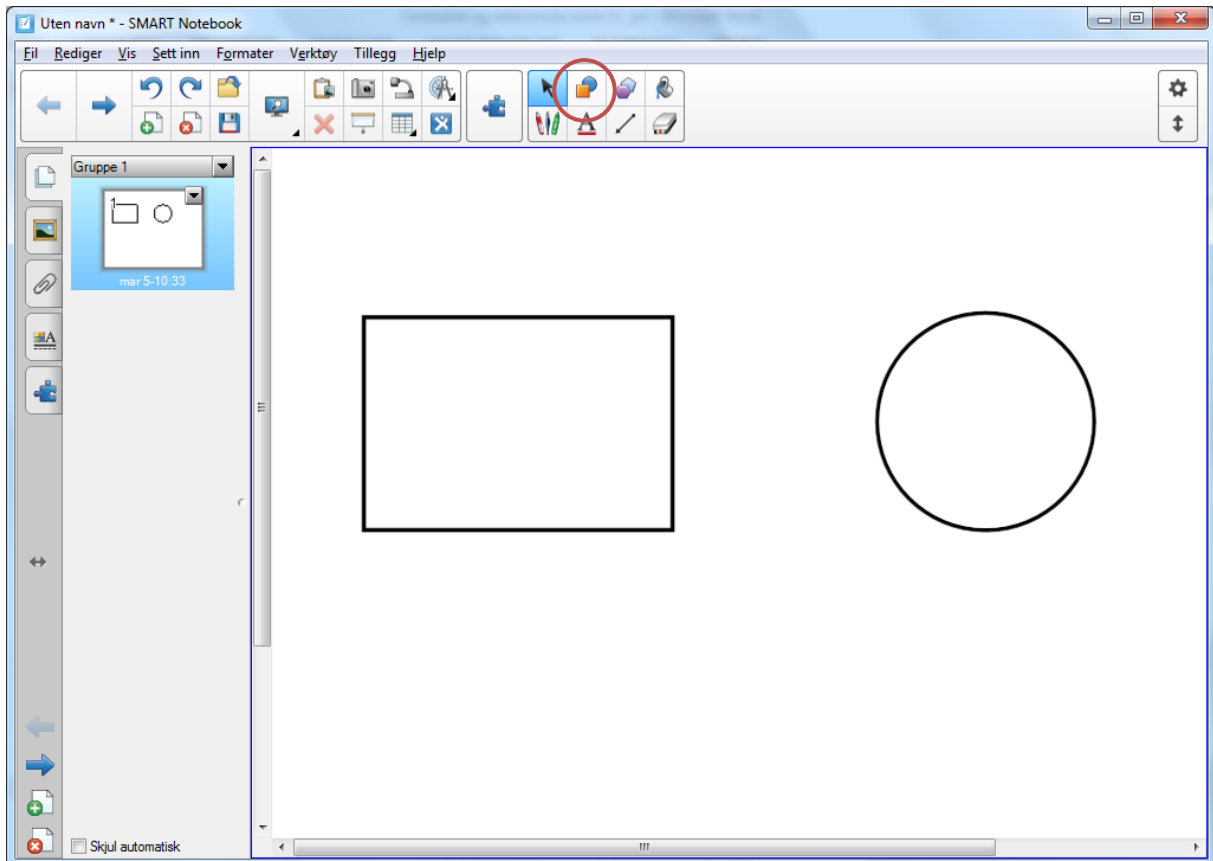 Uten navn * - SMART Notebook
Fil Rediger Vis Sett inn Formater Verktøy Tillegg Hjelp
Gruppe 1
1
mar 5-10:33
Skjul automatisk